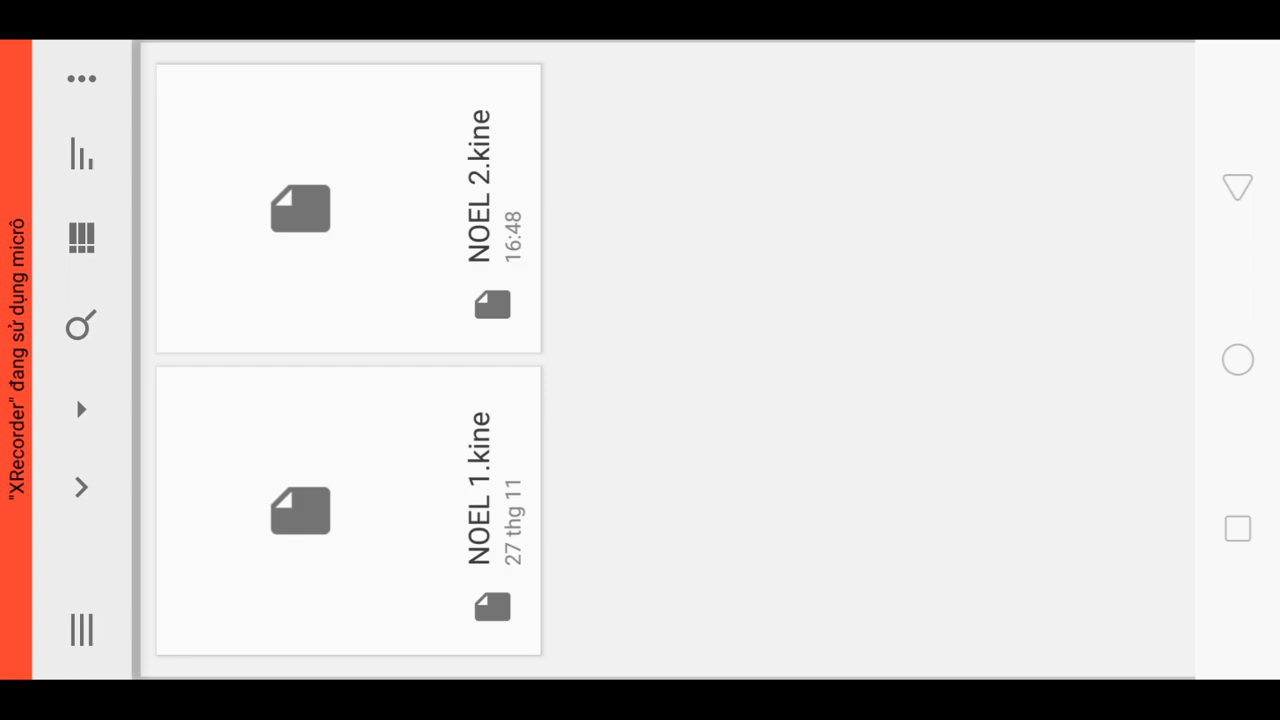 "XRecorder" đang sử dụng micrô
NOEL 1.kine
27 thg 11
NOEL 2.kine
16:48